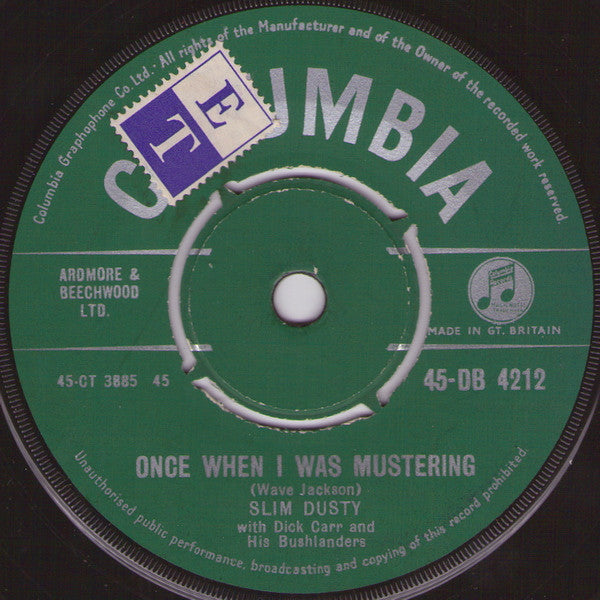 Columbia Graphophone Co. Ltd. · All rights of the Manufacturer and of the Owner of the recorded work reserved.
C UMBIA
TE
ARDMORE &
BEECHWOOD
LTD.
MADE IN GT. BRITAIN
45-CT 3885 45
45-DB 4212
ONCE WHEN I WAS MUSTERING
(Wave Jackson)
SLIM DUSTY
with Dick Carr and
His Bushlanders
Unauthorised public performance, broadcasting and copying of this record prohibited.